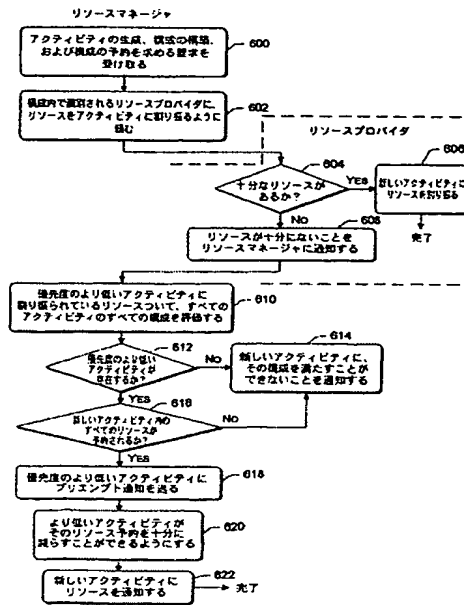 リソースマネージャ
アクティビティの生成、構成の構築、
および構成の予約を求める要求を
受け取る
600
構成内で識別されるリソースプロバイダに、
リソースをアクティビティに割り振るように
頼む
602
リソースプロバイダ
604
十分なリソースが
あるか?
YES
606
新しいアクティビティに
リソースを割り振る
完了
NO
608
リソースが十分にないことを
リソースマネージャに通知する
優先度のより低いアクティビティに
割り振られているリソースついて、すべての
アクティビティのすべての構成を評価する
610
612
優先度のより低い
アクティビティが
存在するか?
NO
614
新しいアクティビティに、
その構成を満たすことが
できないことを通知する
YES
616
新しいアクティビティ内の
すべてのリソースが
予約されるか?
NO
YES
優先度のより低いアクティビティに
プリエンプト通知を送る
618
より低いアクティビティが
そのリソース予約を十分に
減らすことができるようにする
620
新しいアクティビティに
リソースを通知する
622
完了